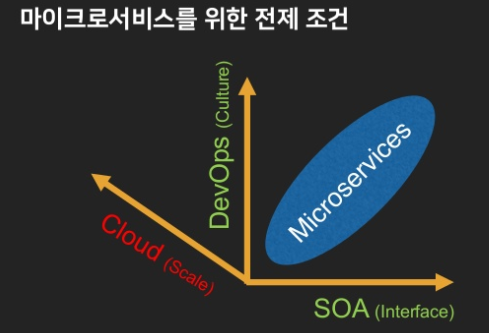 마이크로서비스를 위한 전제 조건
DevOps (Culture)
Microservices
Cloud (Scale)
SOA (Interface)